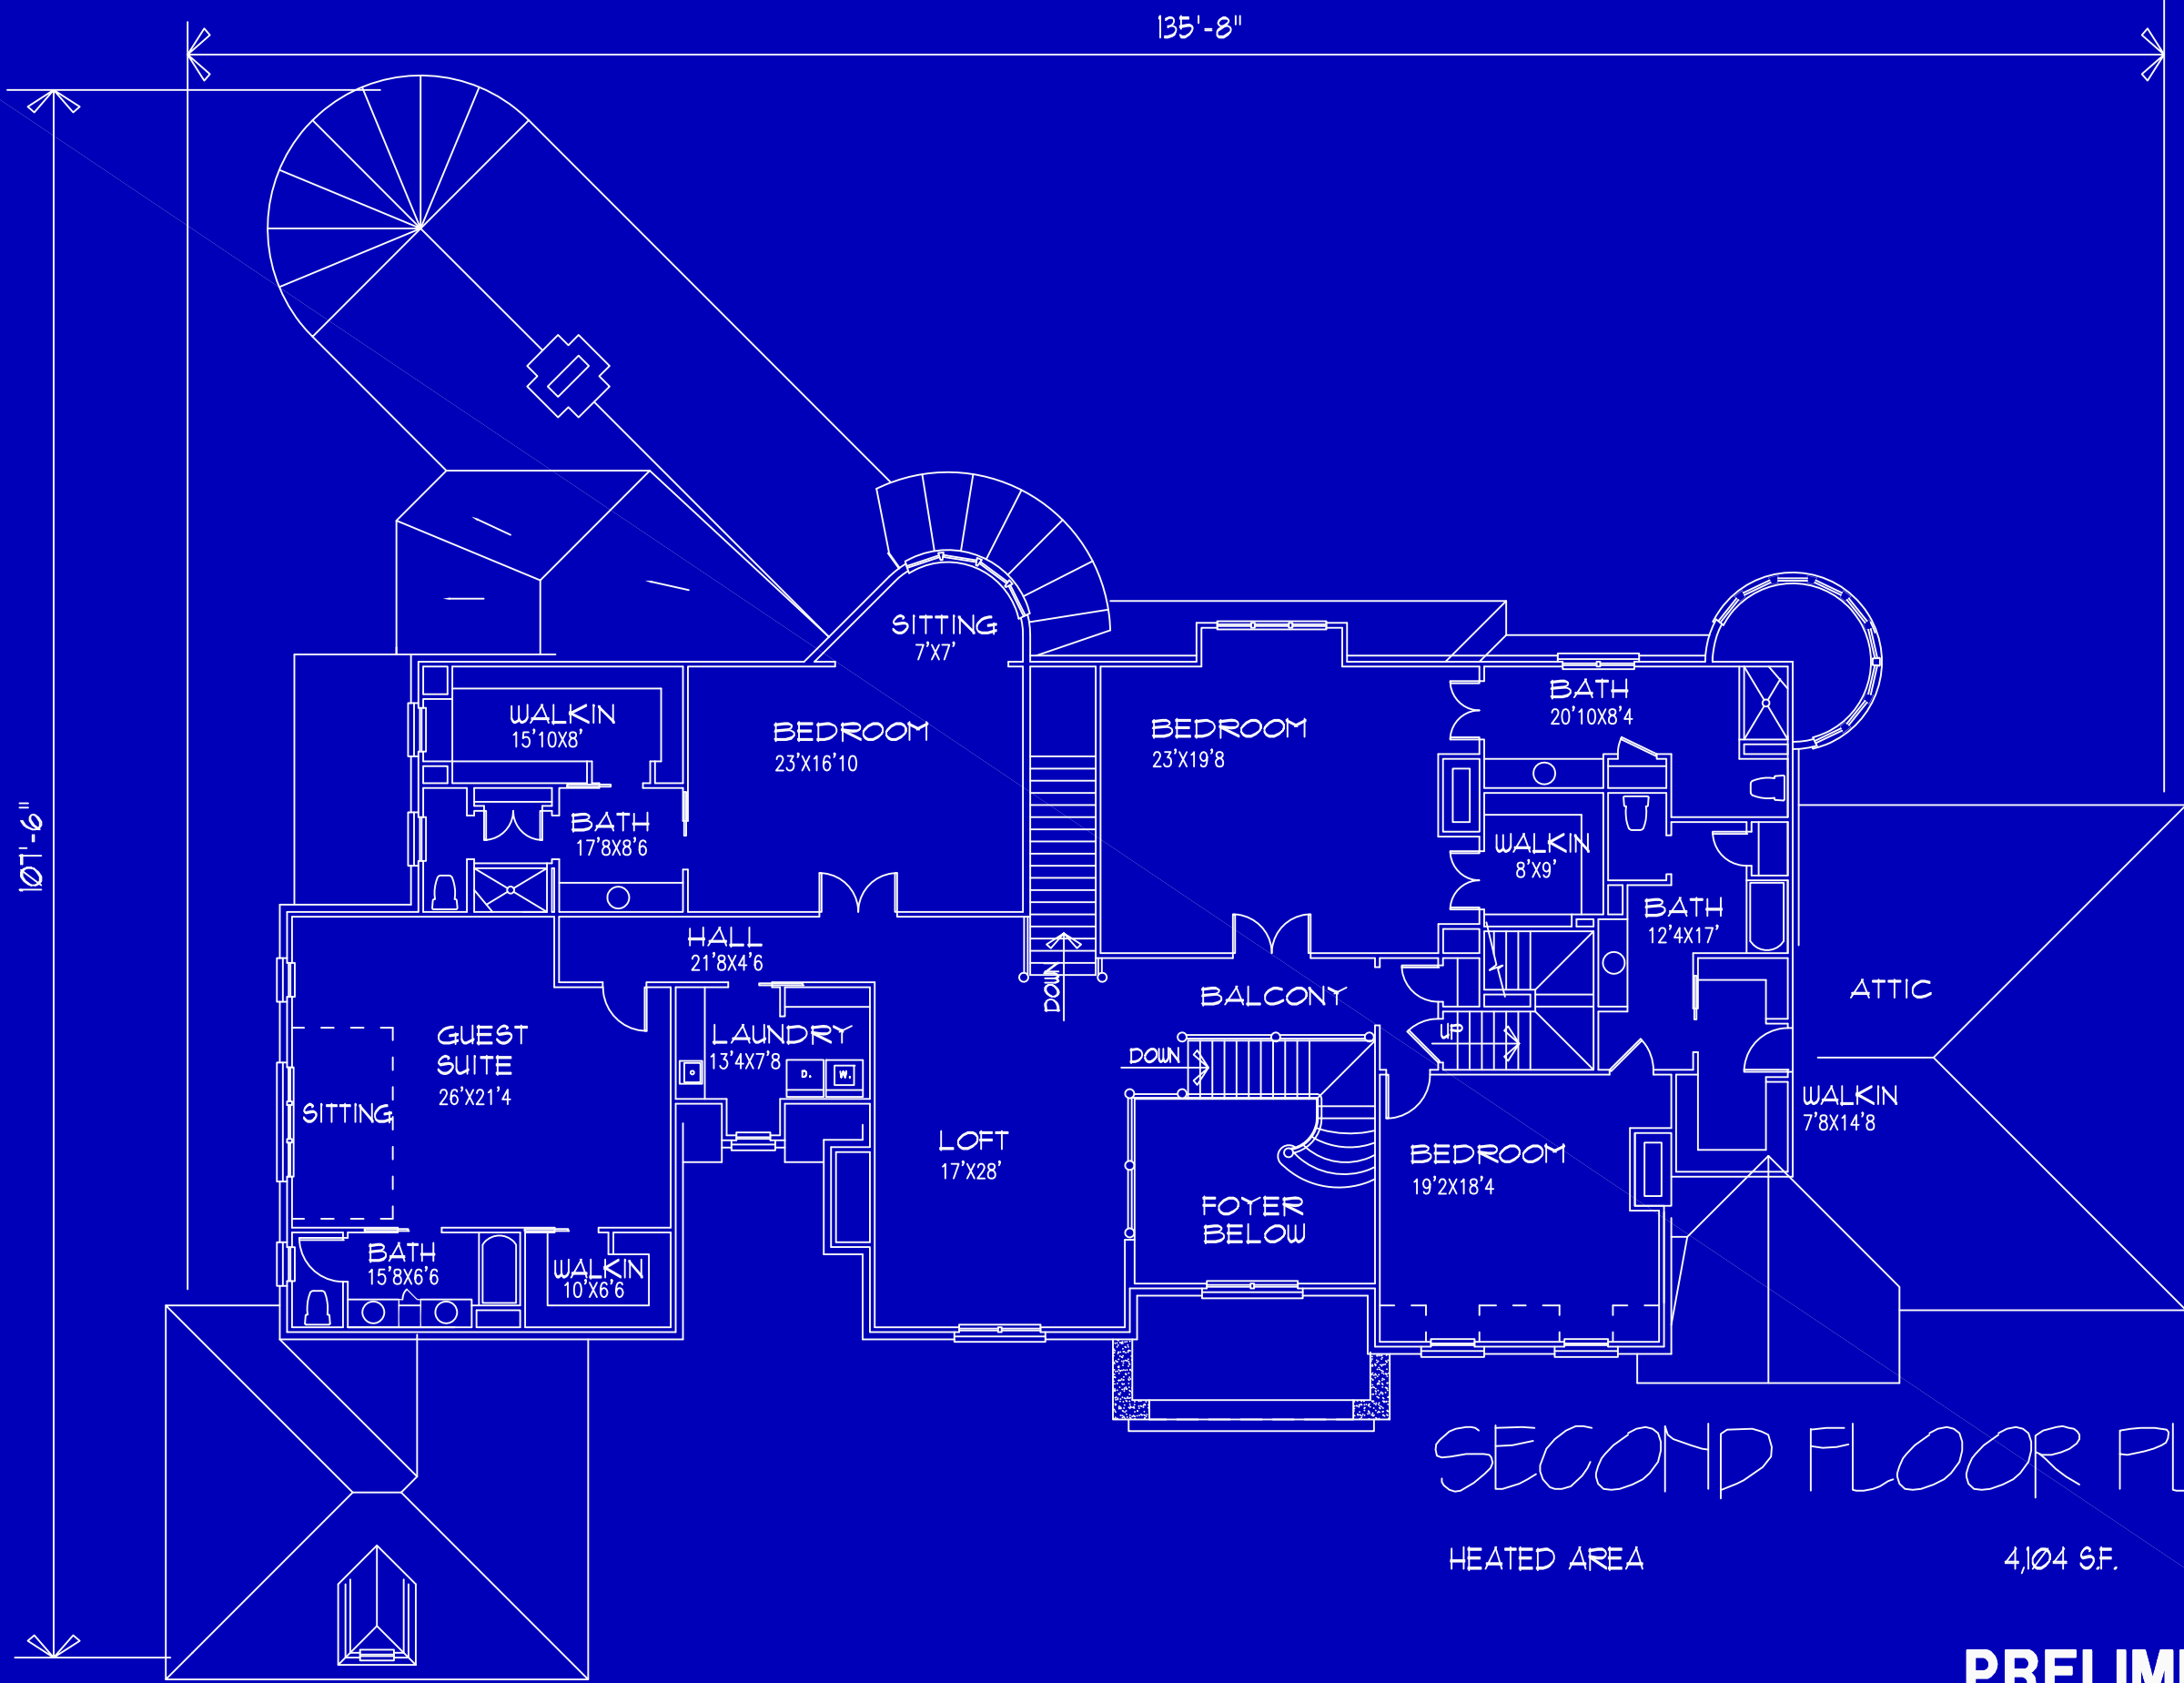 135'-8"
107'-6"
SITTING
7'X7'
WALKIN
15'10X8'
BEDROOM
23'X16'10
BEDROOM
23'X19'8
BATH
20'10X8'4
BATH
17'8X8'6
WALKIN
8'X9'
BATH
12'4X17'
HALL
21'8X4'6
DOWN
BALCONY
ATTIC
GUEST
SUITE
26'X21'4
SITTING
LAUNDRY
13'4X7'8
D.
W.
DOWN
UP
WALKIN
7'8X14'8
LOFT
17'X28'
BEDROOM
19'2X18'4
FOYER
BELOW
BATH
15'8X6'6
WALKIN
10'X6'6
SECOND FLOOR PL
HEATED AREA 4,104 S.F.
PRELIM